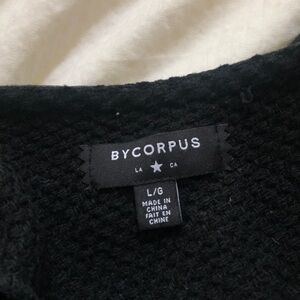 BYCORPUS
LA ★ CA
L/G
MADE IN
CHINA
FAIT EN
CHINE